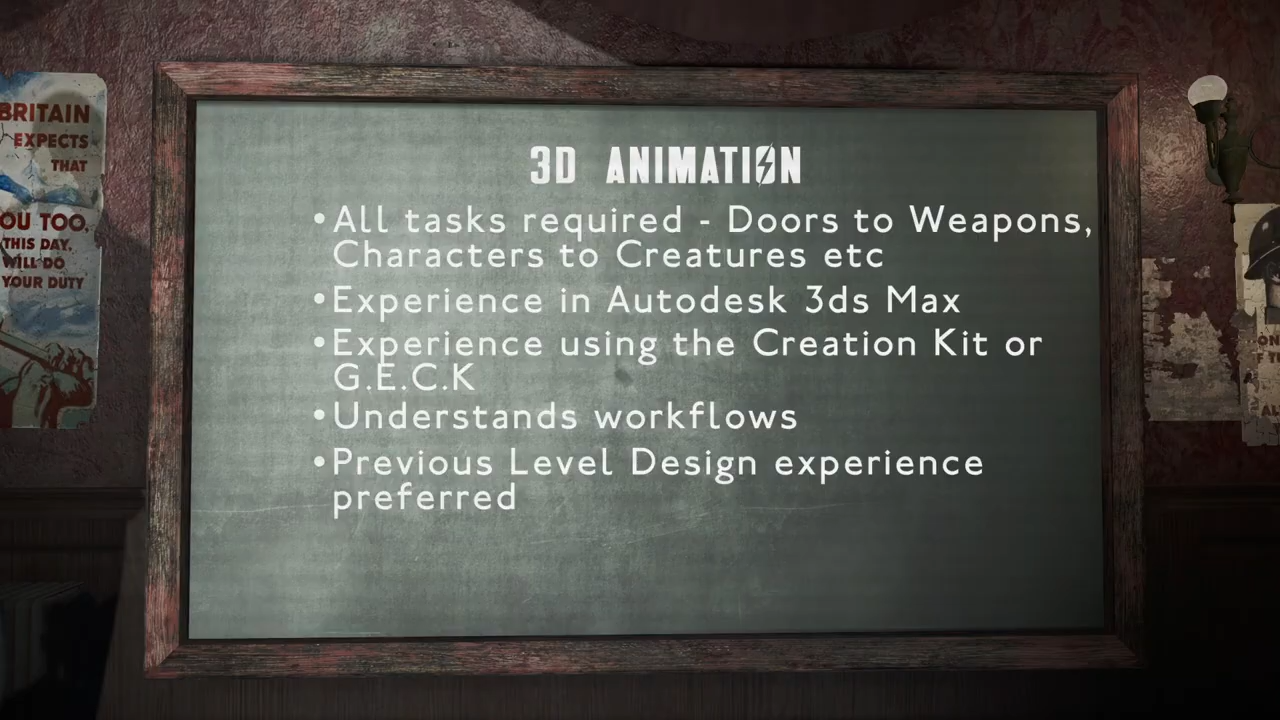 BRITAIN
EXPECTS
THAT
OU TOO,
THIS DAY,
WILL DO
YOUR DUTY
3D ANIMATION
•All tasks required - Doors to Weapons,
Characters to Creatures etc
•Experience in Autodesk 3ds Max
•Experience using the Creation Kit or
G.E.C.K
•Understands workflows
•Previous Level Design experience
preferred
ON